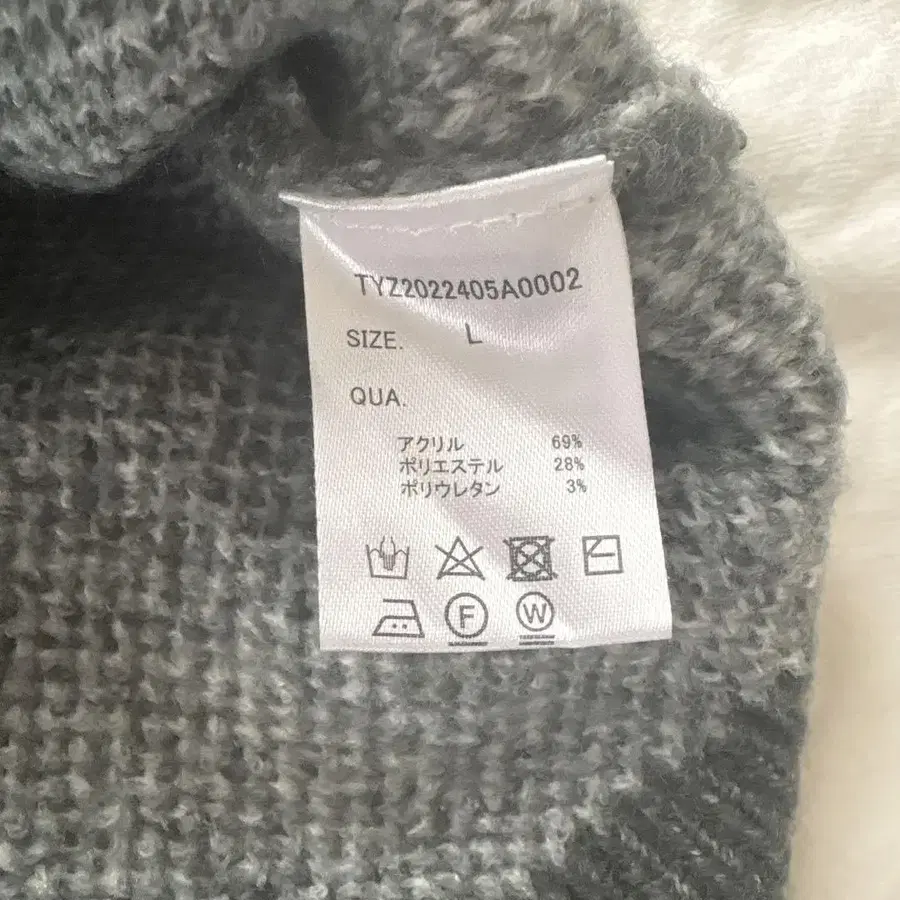 TYZ2022405A0002
SIZE. L
QUA.
アクリル 69%
ポリエステル 28%
ポリウレタン 3%
F W